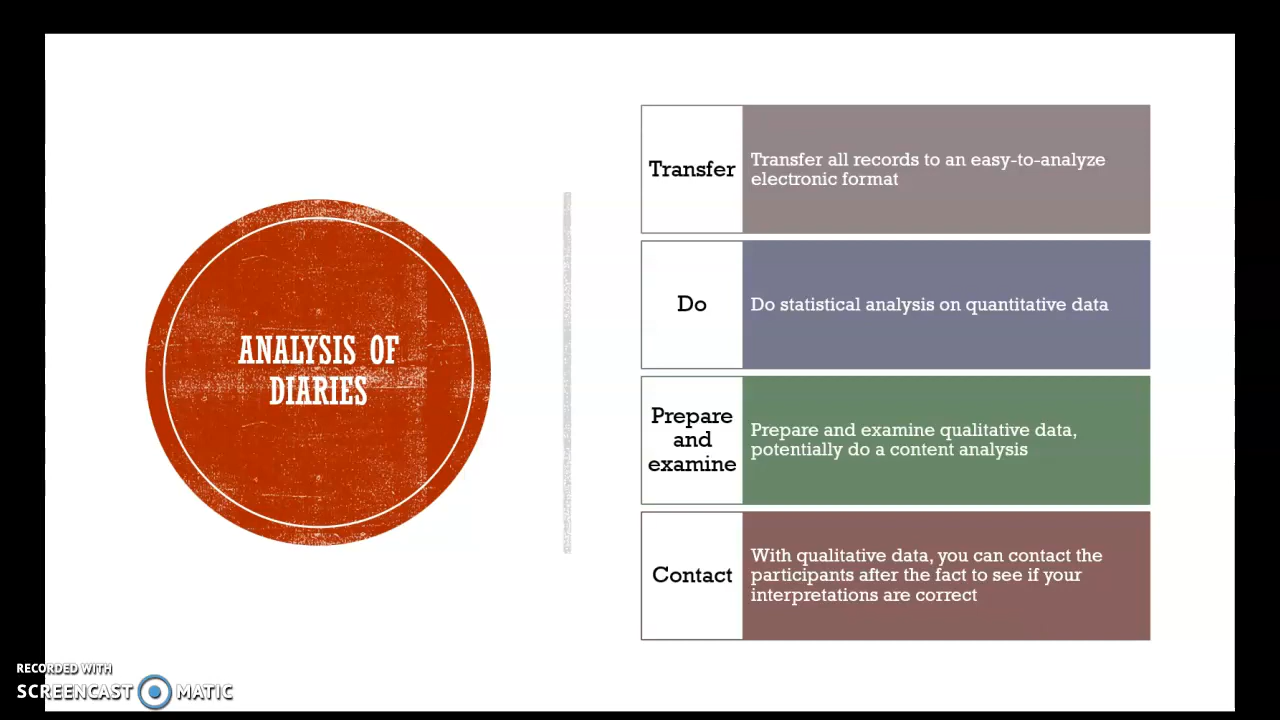 ANALYSIS OF
DIARIES
Transfer
Transfer all records to an easy-to-analyze
electronic format
Do
Do statistical analysis on quantitative data
Prepare
and
examine
Prepare and examine qualitative data,
potentially do a content analysis
Contact
With qualitative data, you can contact the
participants after the fact to see if your
interpretations are correct
RECORDED WITH
SCREENCAST MATIC